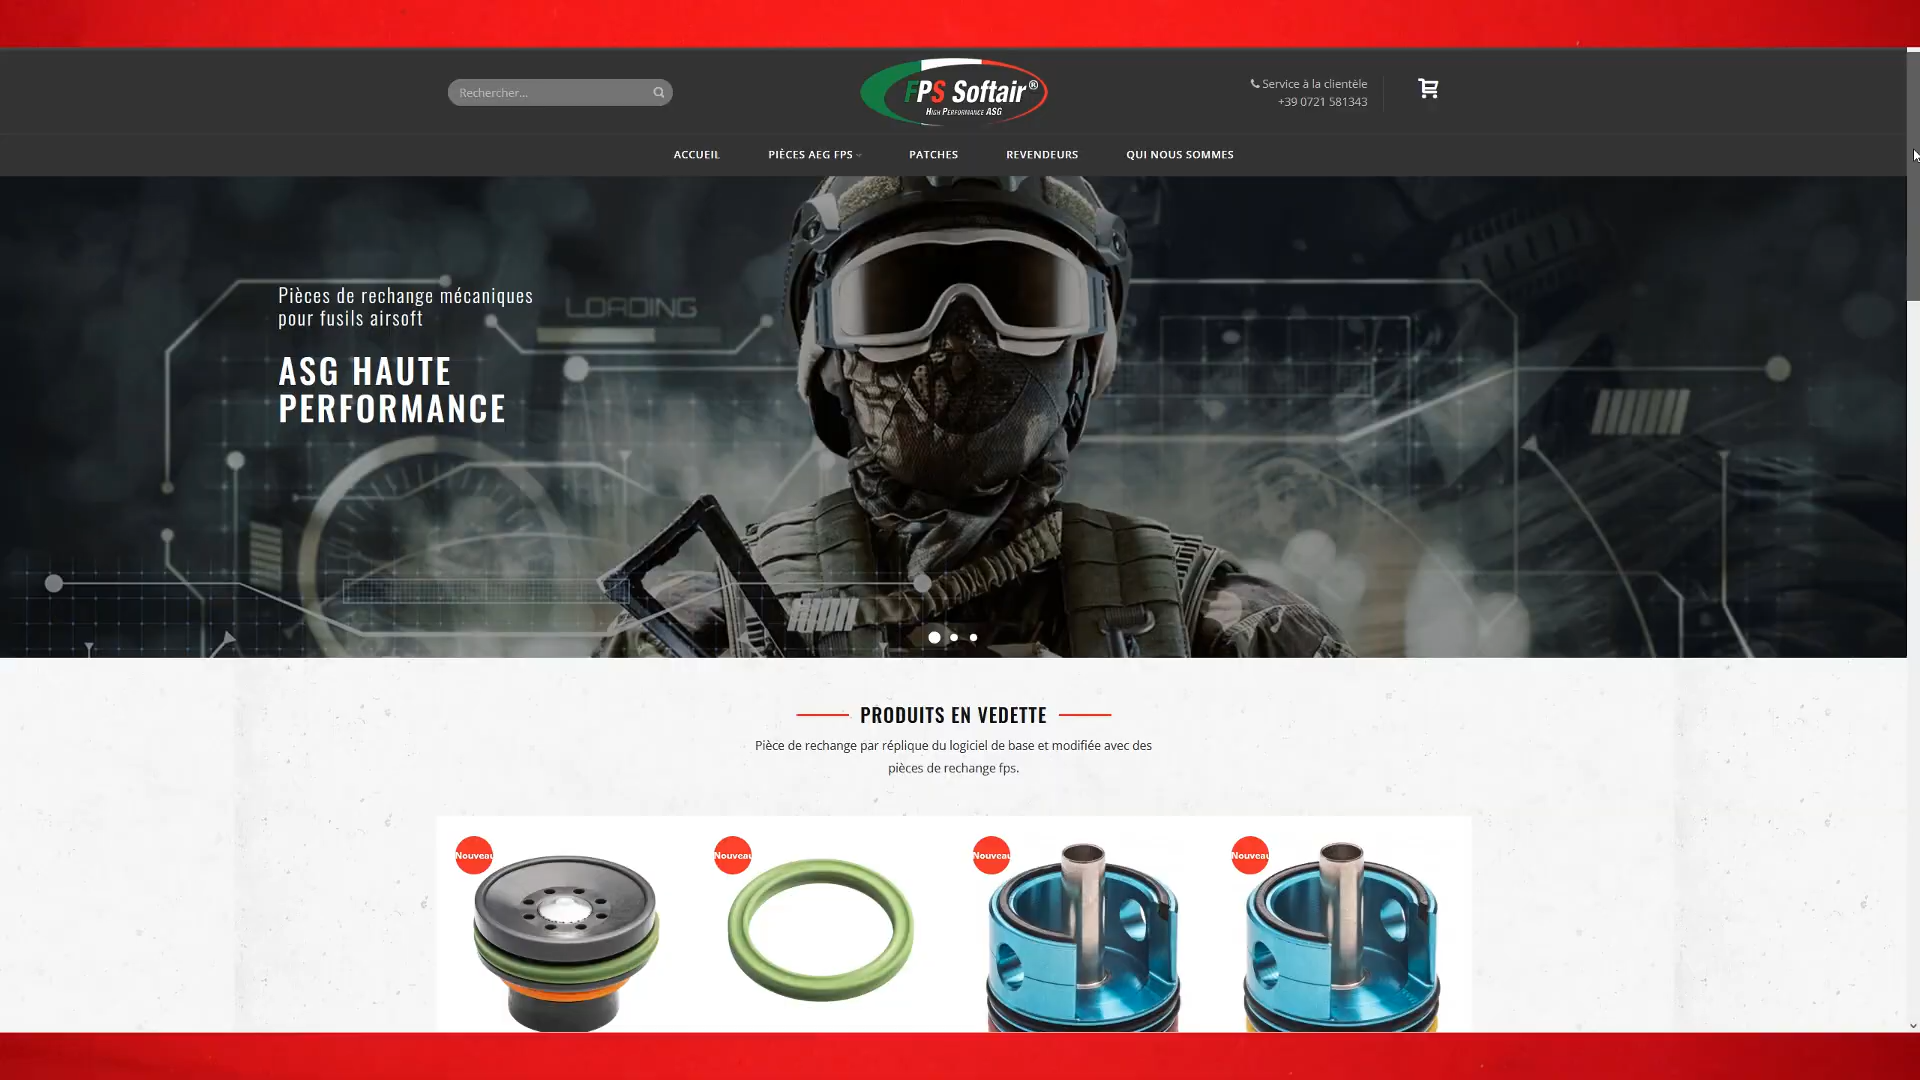 Rechercher...
FPS Softair®
HIGH PERFORMANCE ASG
Service à la clientèle
+39 0721 581343
ACCUEIL
PIÈCES AEG FPS
PATCHES
REVENDEURS
QUI NOUS SOMMES
LOADING
Pièces de rechange mécaniques
pour fusils airsoft
ASG HAUTE
PERFORMANCE
PRODUITS EN VEDETTE
Pièce de rechange par réplique du logiciel de base et modifiée avec des
pièces de rechange fps.
Nouveau
Nouveau
Nouveau
Nouveau